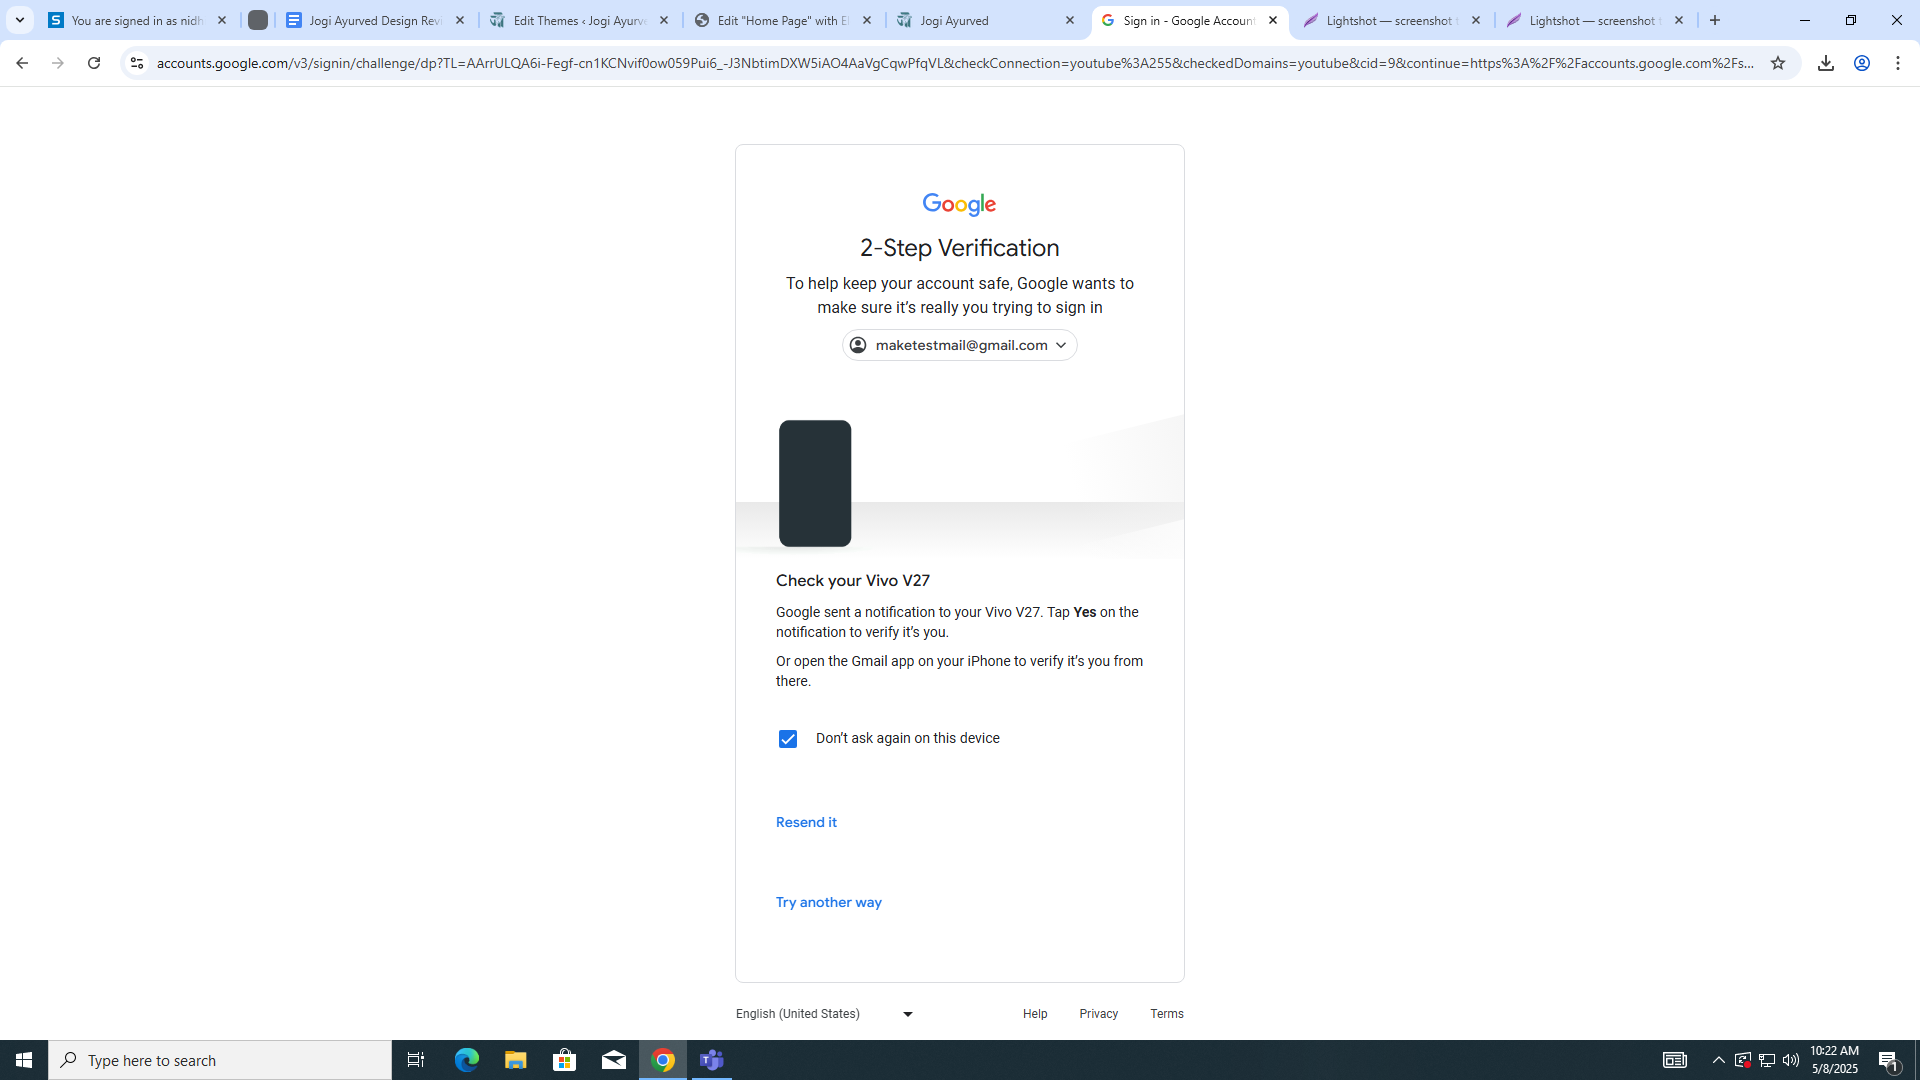 You are signed in as nidh
Jogi Ayurved Design Revi
Edit Themes ‹ Jogi Ayurve
Edit "Home Page" with El
Jogi Ayurved
Sign in - Google Account
Lightshot — screenshot t
Lightshot — screenshot t
accounts.google.com/v3/signin/challenge/dp?TL=AArrULQA6i-Fegf-cn1KCNvif0ow059Pui6_-J3NbtimDXW5iAO4AaVgCqwPfqVL&checkConnection=youtube%3A255&checkedDomains=youtube&cid=9&continue=https%3A%2F%2Faccounts.google.com%2Fs...
Google
2-Step Verification
To help keep your account safe, Google wants to
make sure it’s really you trying to sign in
maketestmail@gmail.com
Check your Vivo V27
Google sent a notification to your Vivo V27. Tap Yes on the
notification to verify it’s you.
Or open the Gmail app on your iPhone to verify it’s you from
there.
Don’t ask again on this device
Resend it
Try another way
English (United States)
Help
Privacy
Terms
Type here to search
10:22 AM
5/8/2025
1